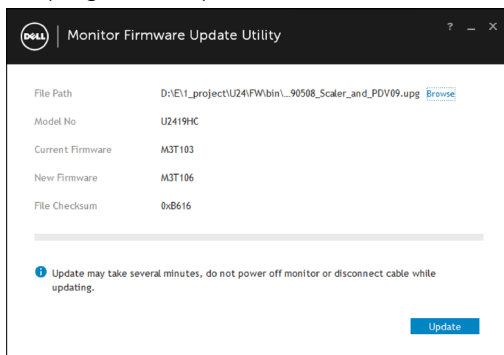 DELL
Monitor Firmware Update Utility
? _ X
File Path D:\E\1_project\U24\FW\bin\...90508_Scaler_and_PDV09.upg Browse
Model No U2419HC
Current Firmware M3T103
New Firmware M3T106
File Checksum 0xB616
Update may take several minutes, do not power off monitor or disconnect cable while
updating.
Update